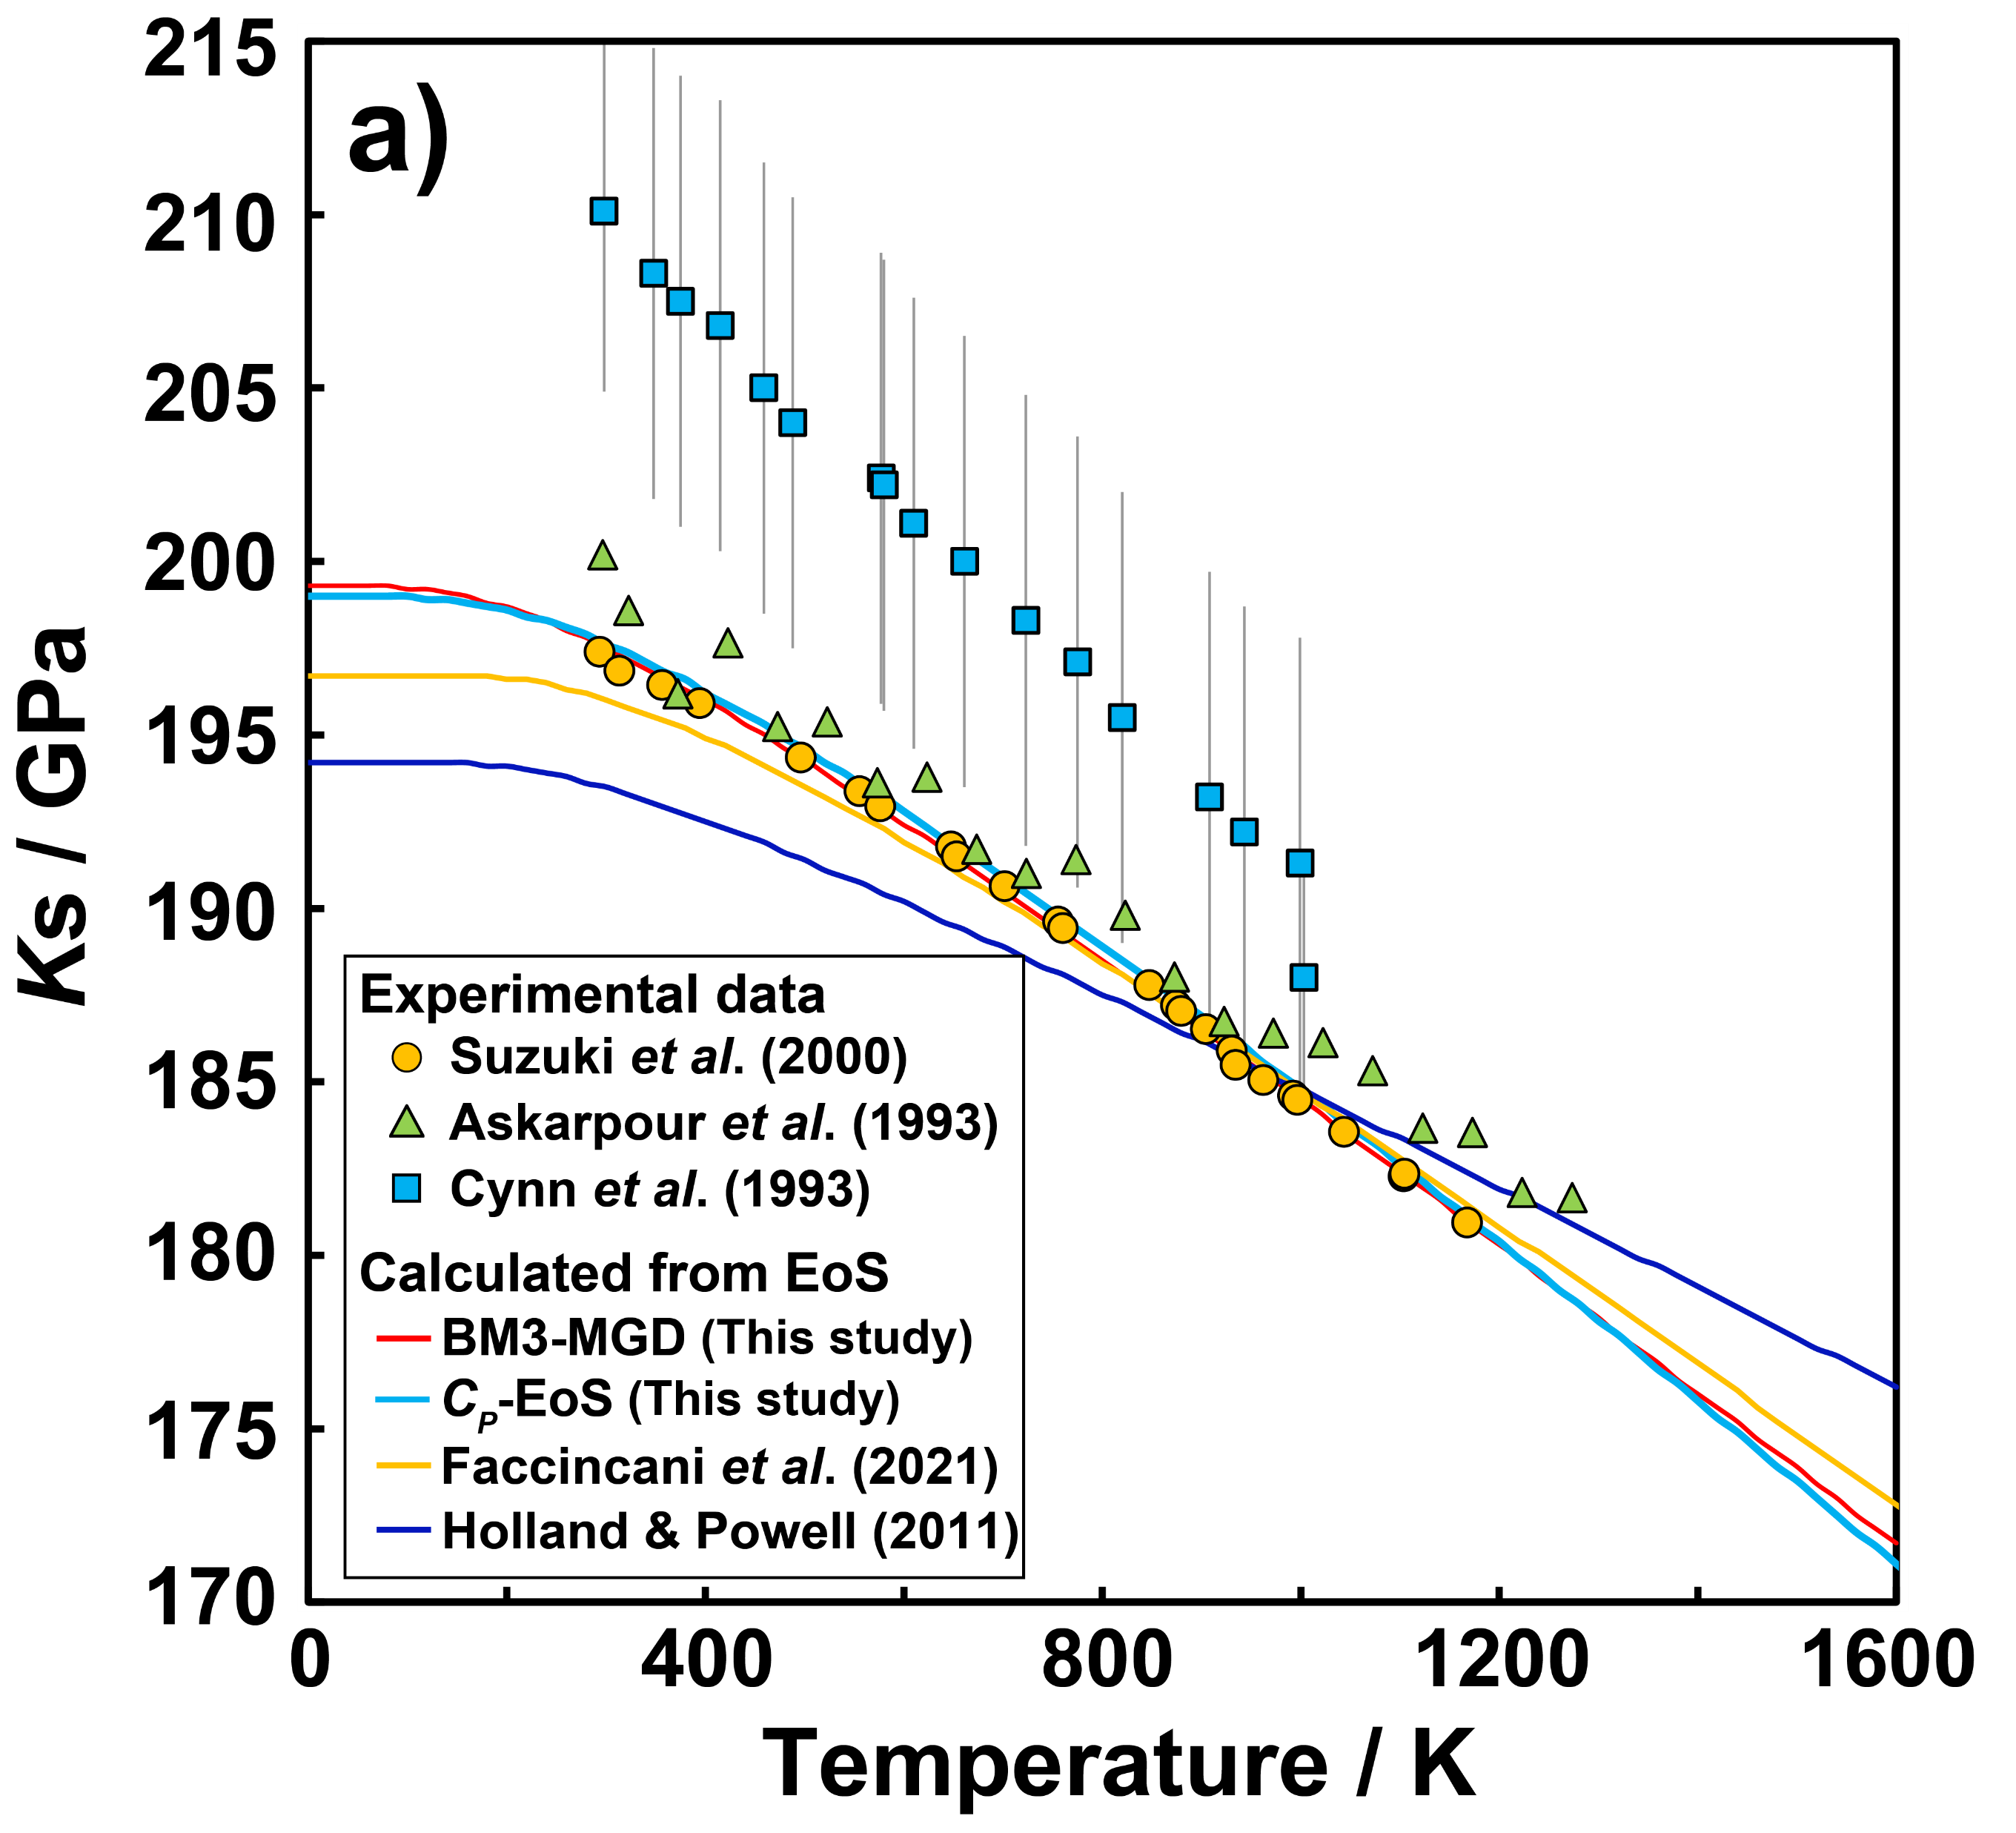 215
a)
210
205
200
195
190
185
180
175
170
Ks / GPa
Experimental data
Suzuki et al. (2000)
Askarpour et al. (1993)
Cynn et al. (1993)
Calculated from EoS
BM3-MGD (This study)
CP-EoS (This study)
Faccincani et al. (2021)
Holland & Powell (2011)
0 400 800 1200 1600
Temperature / K